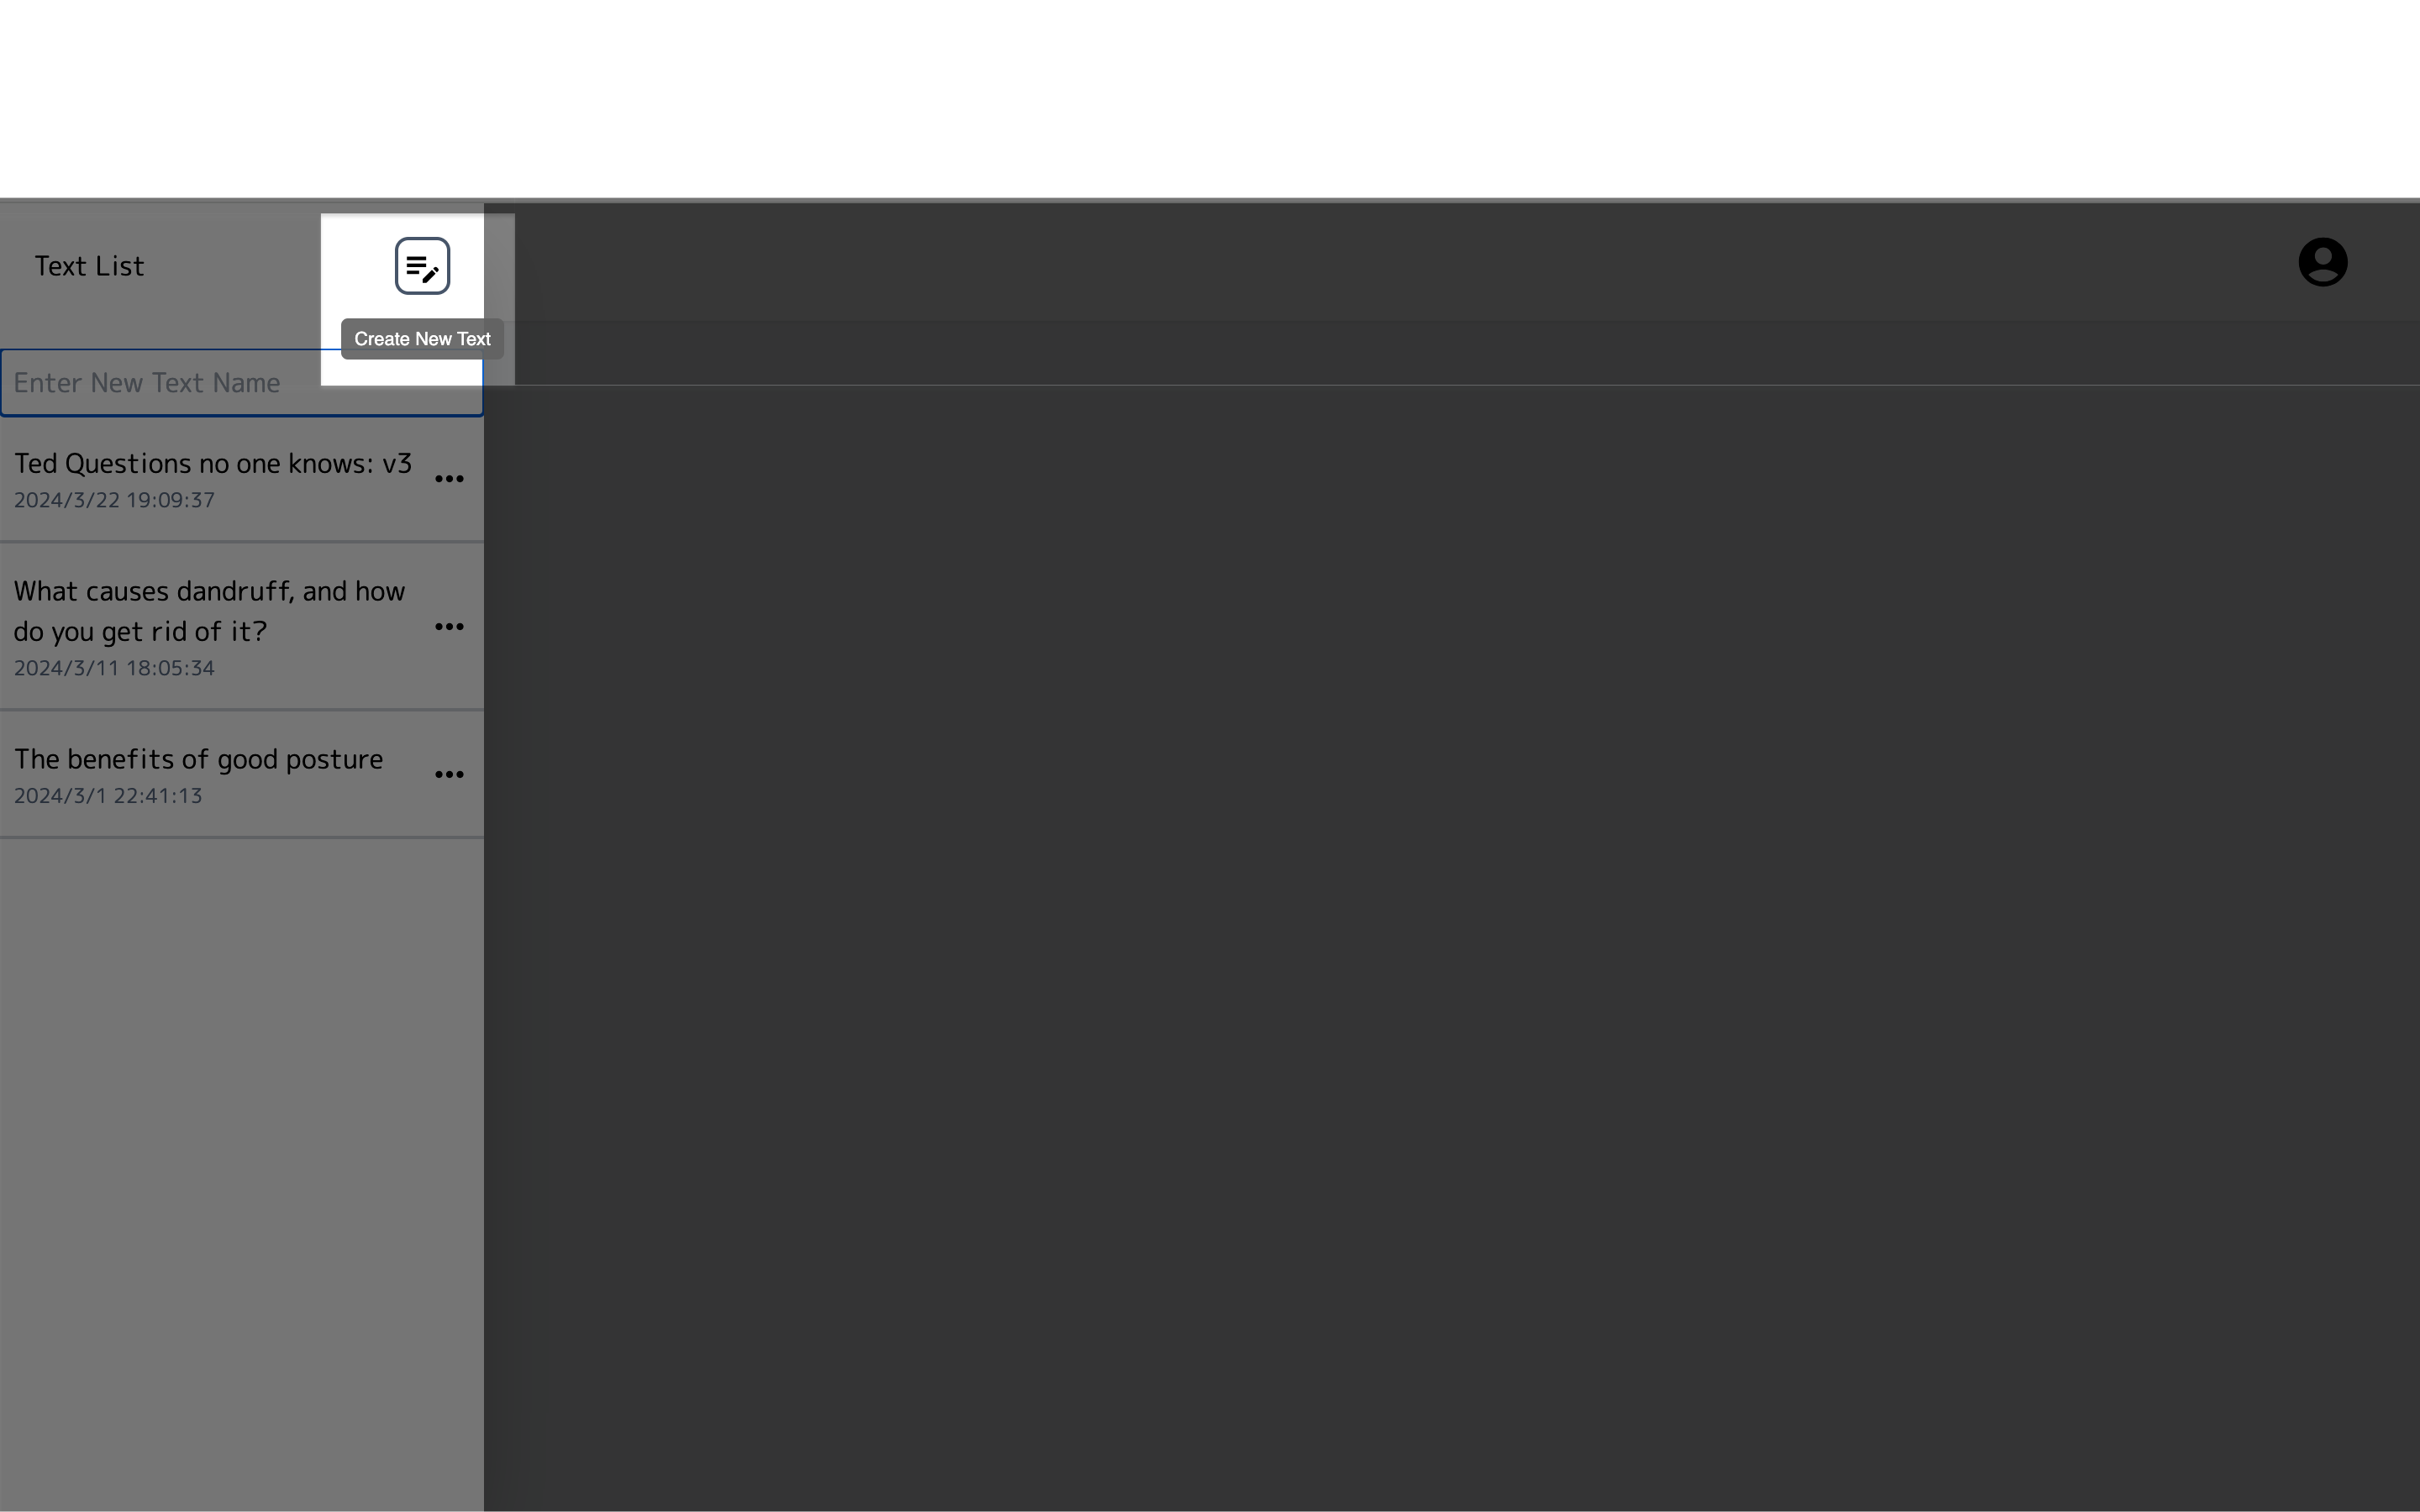 Text List
Create New Text
Enter New Text Name
Ted Questions no one knows: v3
2024/3/22 19:09:37
What causes dandruff, and how
do you get rid of it?
2024/3/11 18:05:34
The benefits of good posture
2024/3/1 22:41:13